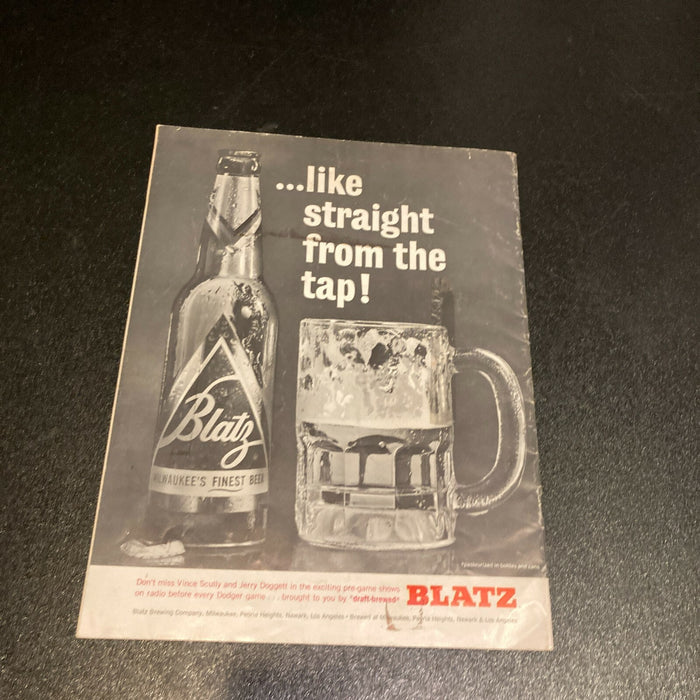 ...like
straight
from the
tap!
Blatz
MILWAUKEE'S FINEST BEER
*pasteurized in bottles and cans
Don't miss Vince Scully and Jerry Doggett in the exciting pre-game shows
on radio before every Dodger game . . . brought to you by "draft-brewed" BLATZ
Blatz Brewing Company, Milwaukee, Peoria Heights, Newark, Los Angeles • Brewed at Milwaukee, Peoria Heights, Newark & Los Angeles